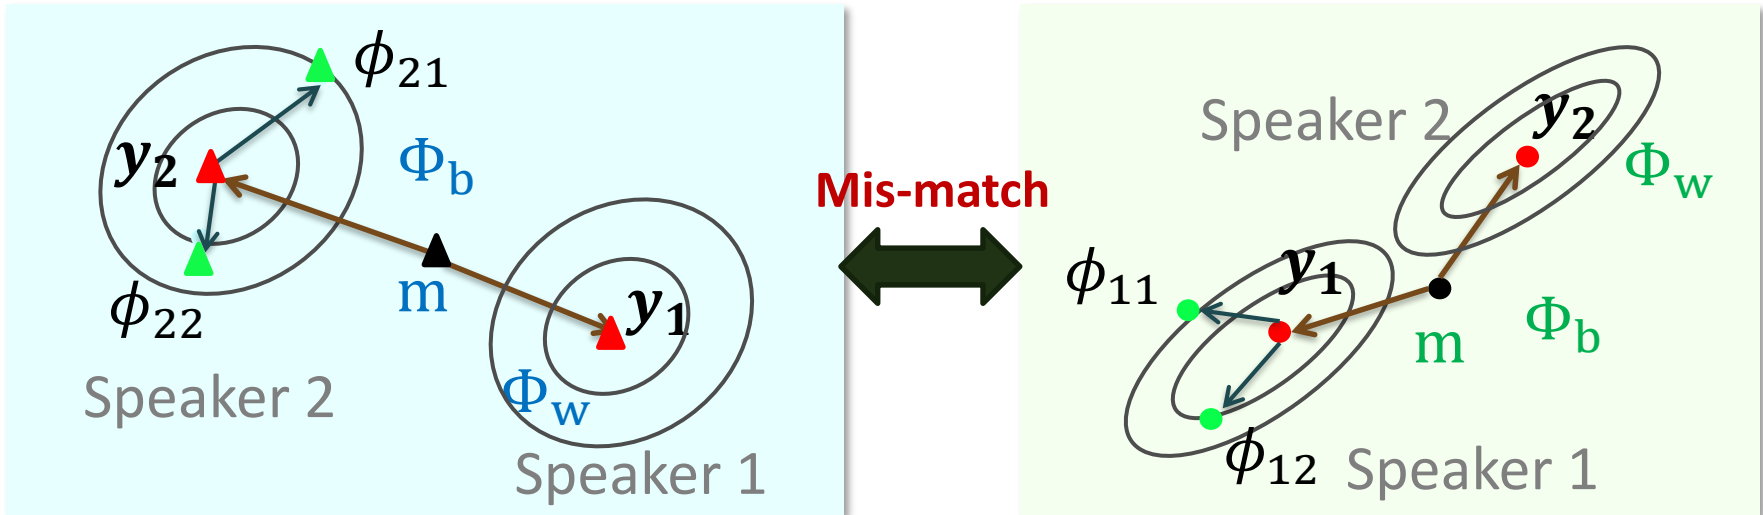 ϕ₂₁
y₂
Φb
m
y₁
ϕ₂₂
Φw
Speaker 2
Speaker 1
Mis-match
Speaker 2
y₂
Φw
ϕ₁₁
y₁
m
Φb
ϕ₁₂
Speaker 1